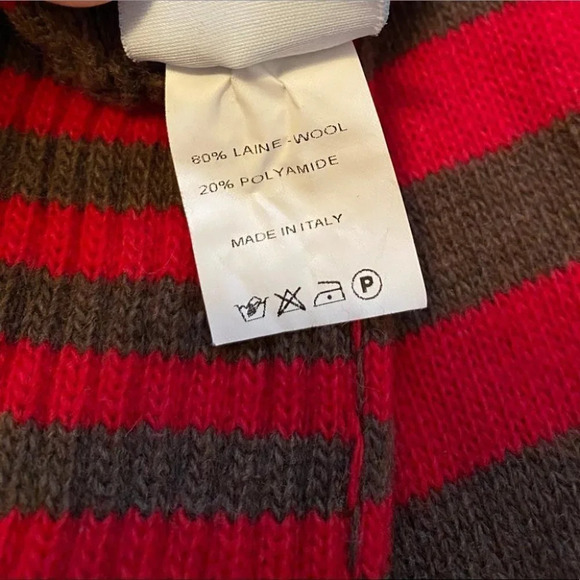 80% LAINE-WOOL
20% POLYAMIDE
MADE IN ITALY
P